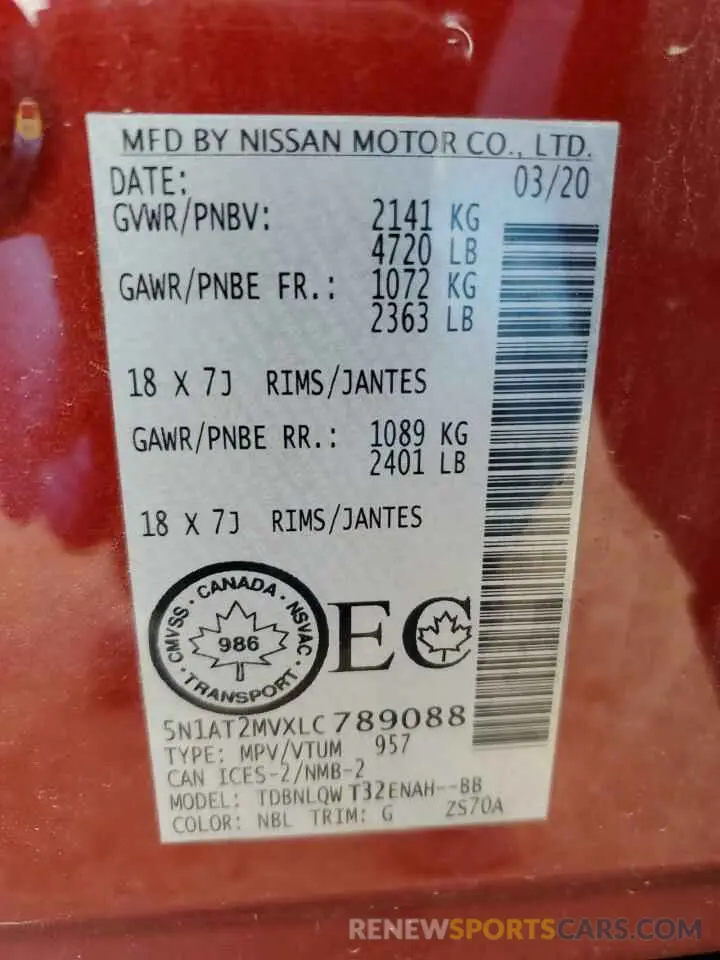 MFD BY NISSAN MOTOR CO., LTD.
DATE: 03/20
GVWR/PNBV: 2141 KG
4720 LB
GAWR/PNBE FR.: 1072 KG
2363 LB
18 X 7J RIMS/JANTES
GAWR/PNBE RR.: 1089 KG
2401 LB
18 X 7J RIMS/JANTES
CANADA · NSVAC · TRANSPORT · CMVSS ·
986
EC
5N1AT2MVXLC789088
TYPE: MPV/VTUM 957
CAN ICES-2/NMB-2
MODEL: TDBNLQW T32ENAH--BB
COLOR: NBL TRIM: G ZS70A
RENEWSPORTSCARS.COM